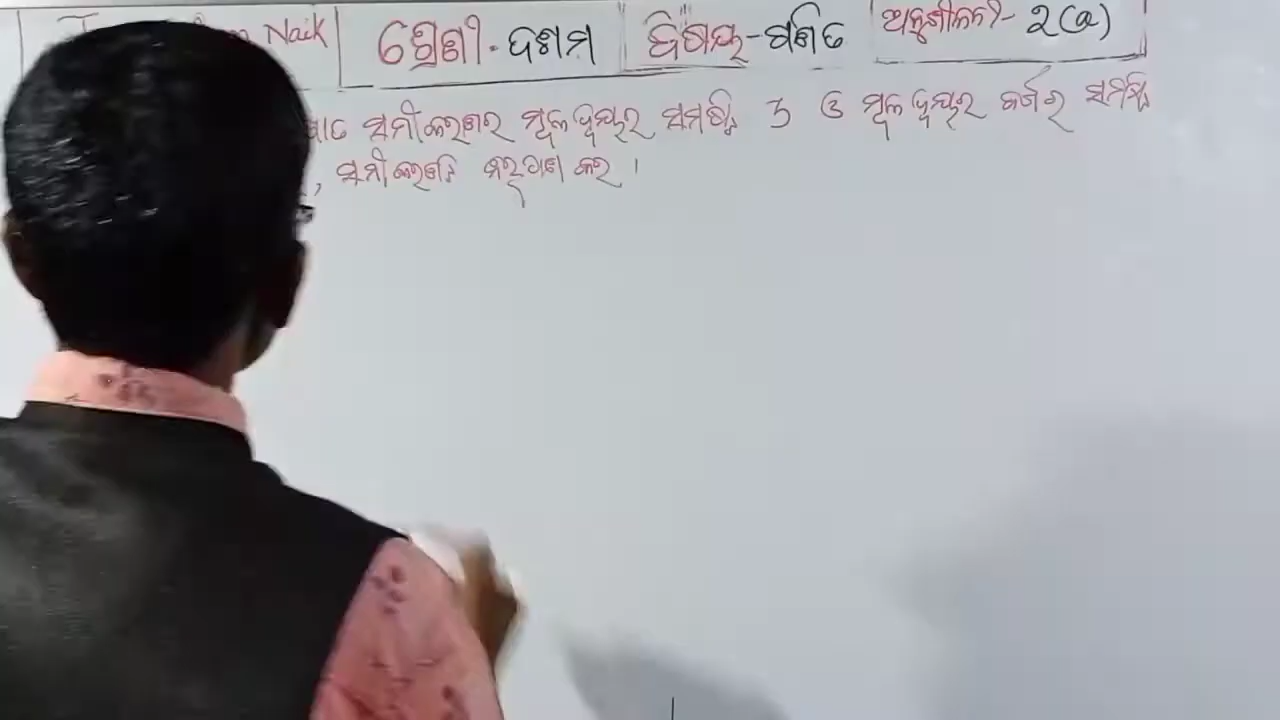 Naik
ଶ୍ରେଣୀ - ଦଶମ
ବିଷୟ - ଗଣିତ
ଅନୁଶୀଳନୀ - ୨(a)
ସମୀକରଣର ମୂଳଦ୍ୱୟର ସମଷ୍ଟି 3 ଓ ମୂଳଦ୍ୱୟର ବର୍ଗର ସମଷ୍ଟି
, ସମୀକରଣଟି ନିରୂପଣ କର ।